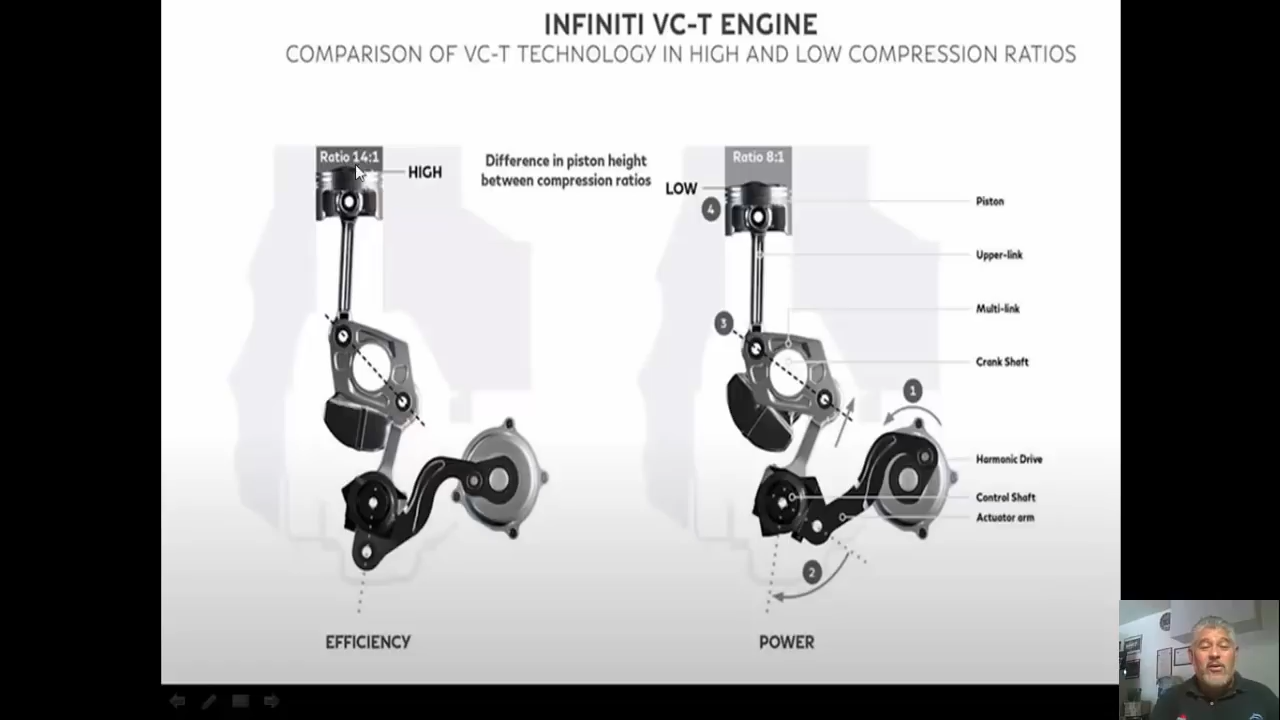 INFINITI VC-T ENGINE
COMPARISON OF VC-T TECHNOLOGY IN HIGH AND LOW COMPRESSION RATIOS
Ratio 14:1
HIGH
Difference in piston height
between compression ratios
Ratio 8:1
LOW
4
Piston
Upper-link
3
Multi-link
Crank Shaft
1
Harmonic Drive
Control Shaft
Actuator arm
2
EFFICIENCY
POWER